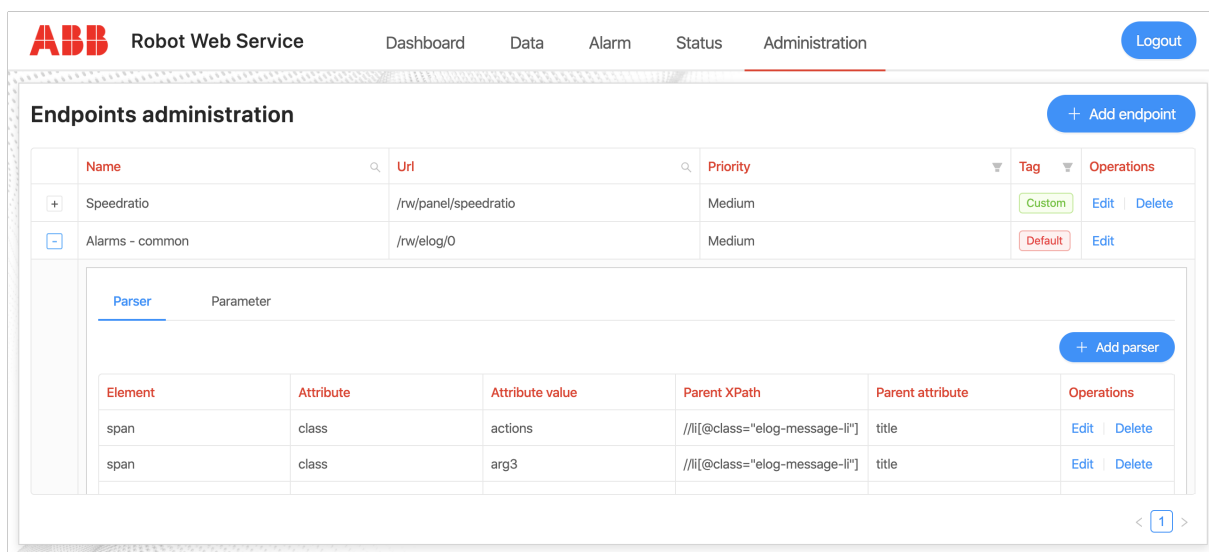 ABB Robot Web Service Dashboard Data Alarm Status Administration Logout
Endpoints administration + Add endpoint
Name Url Priority Tag Operations
+ Speedratio /rw/panel/speedratio Medium Custom Edit Delete
- Alarms - common /rw/elog/0 Medium Default Edit
Parser Parameter
+ Add parser
Element Attribute Attribute value Parent XPath Parent attribute Operations
span class actions //li[@class="elog-message-li"] title Edit Delete
span class arg3 //li[@class="elog-message-li"] title Edit Delete
< 1 >